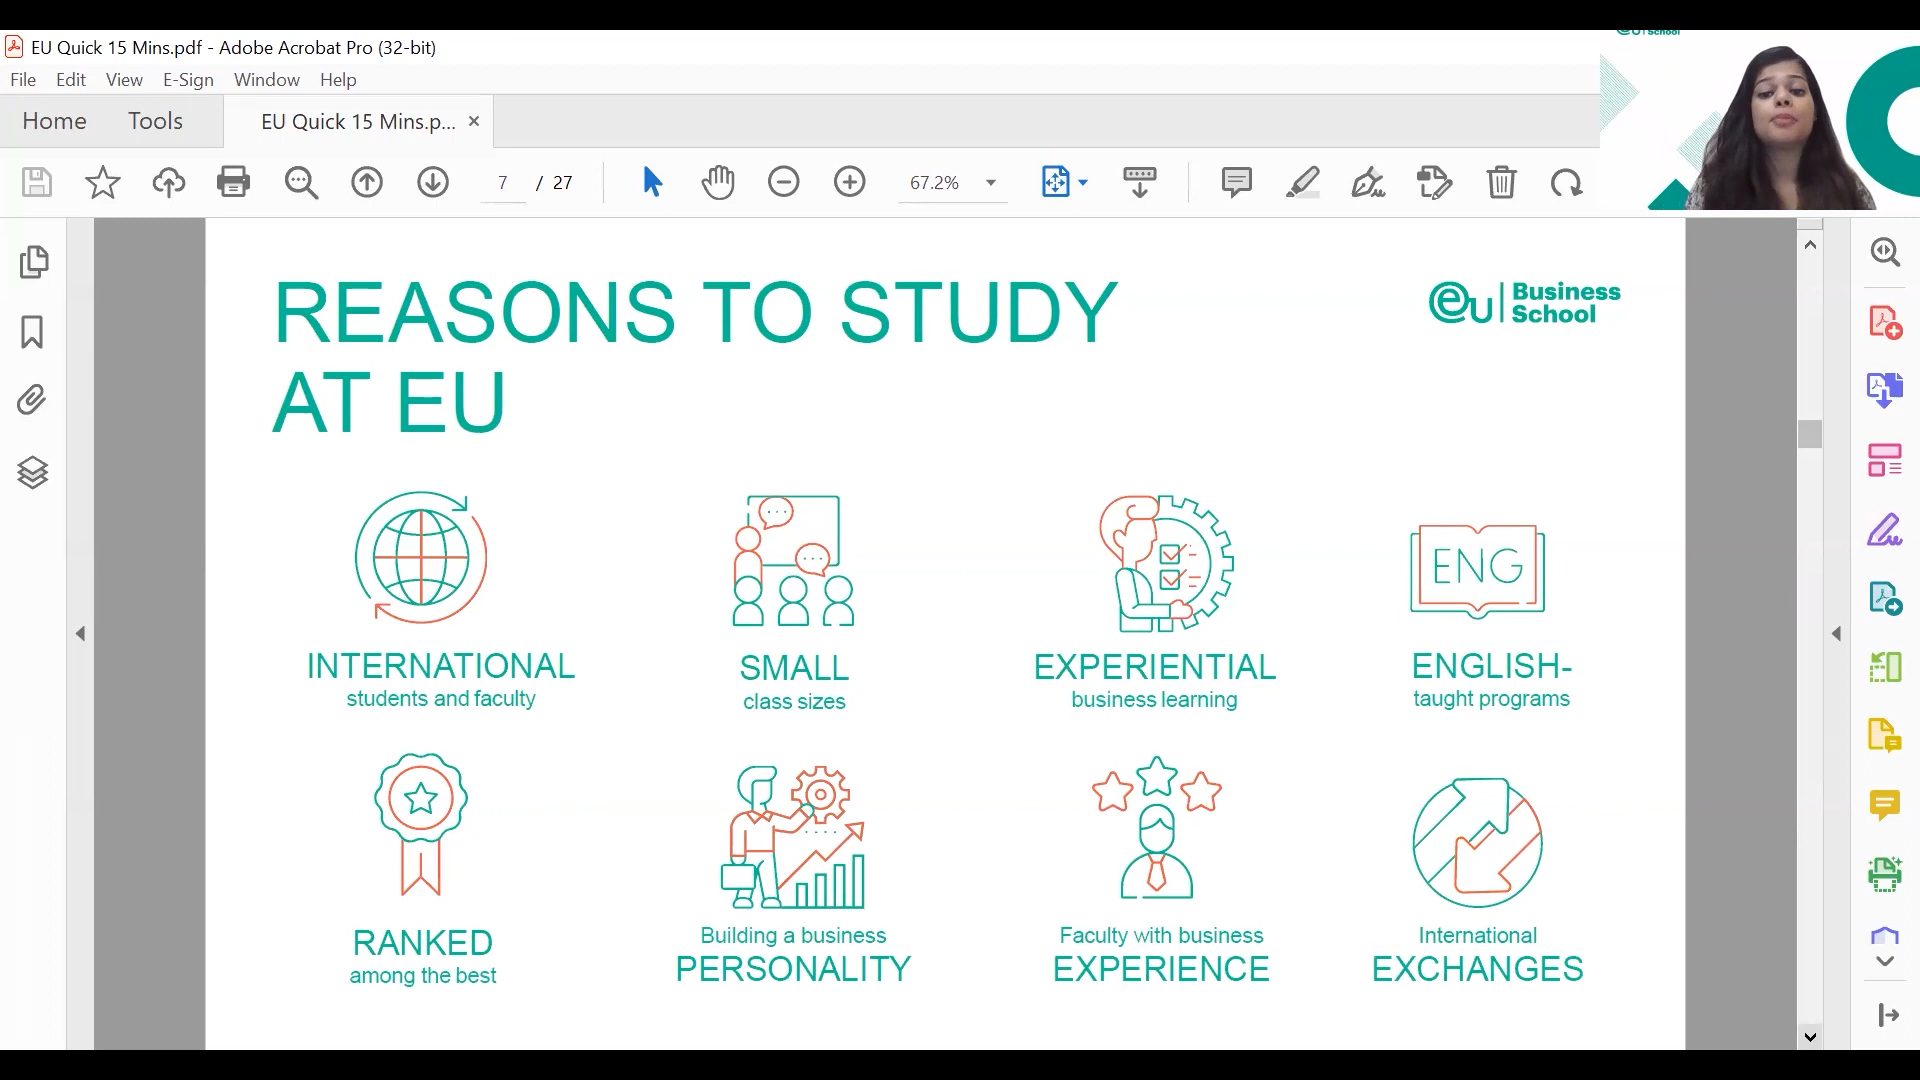 EU Quick 15 Mins.pdf - Adobe Acrobat Pro (32-bit)
File Edit View E-Sign Window Help
Home Tools EU Quick 15 Mins.p... ×
7 / 27 67.2%
REASONS TO STUDY
AT EU
eu Business
School
INTERNATIONAL
students and faculty
SMALL
class sizes
EXPERIENTIAL
business learning
ENG
ENGLISH-
taught programs
RANKED
among the best
Building a business
PERSONALITY
Faculty with business
EXPERIENCE
International
EXCHANGES